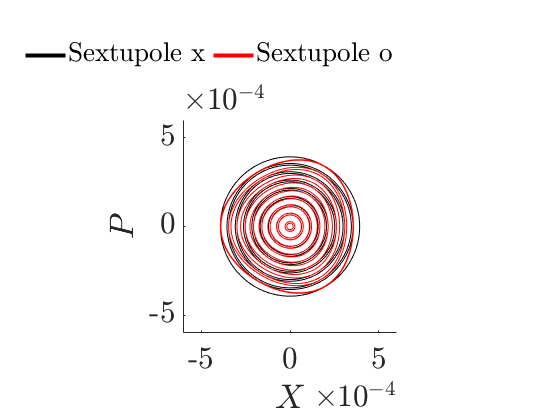 Sextupole x Sextupole o
×10⁻⁴
5
P 0
-5
-5 0 5
X ×10⁻⁴